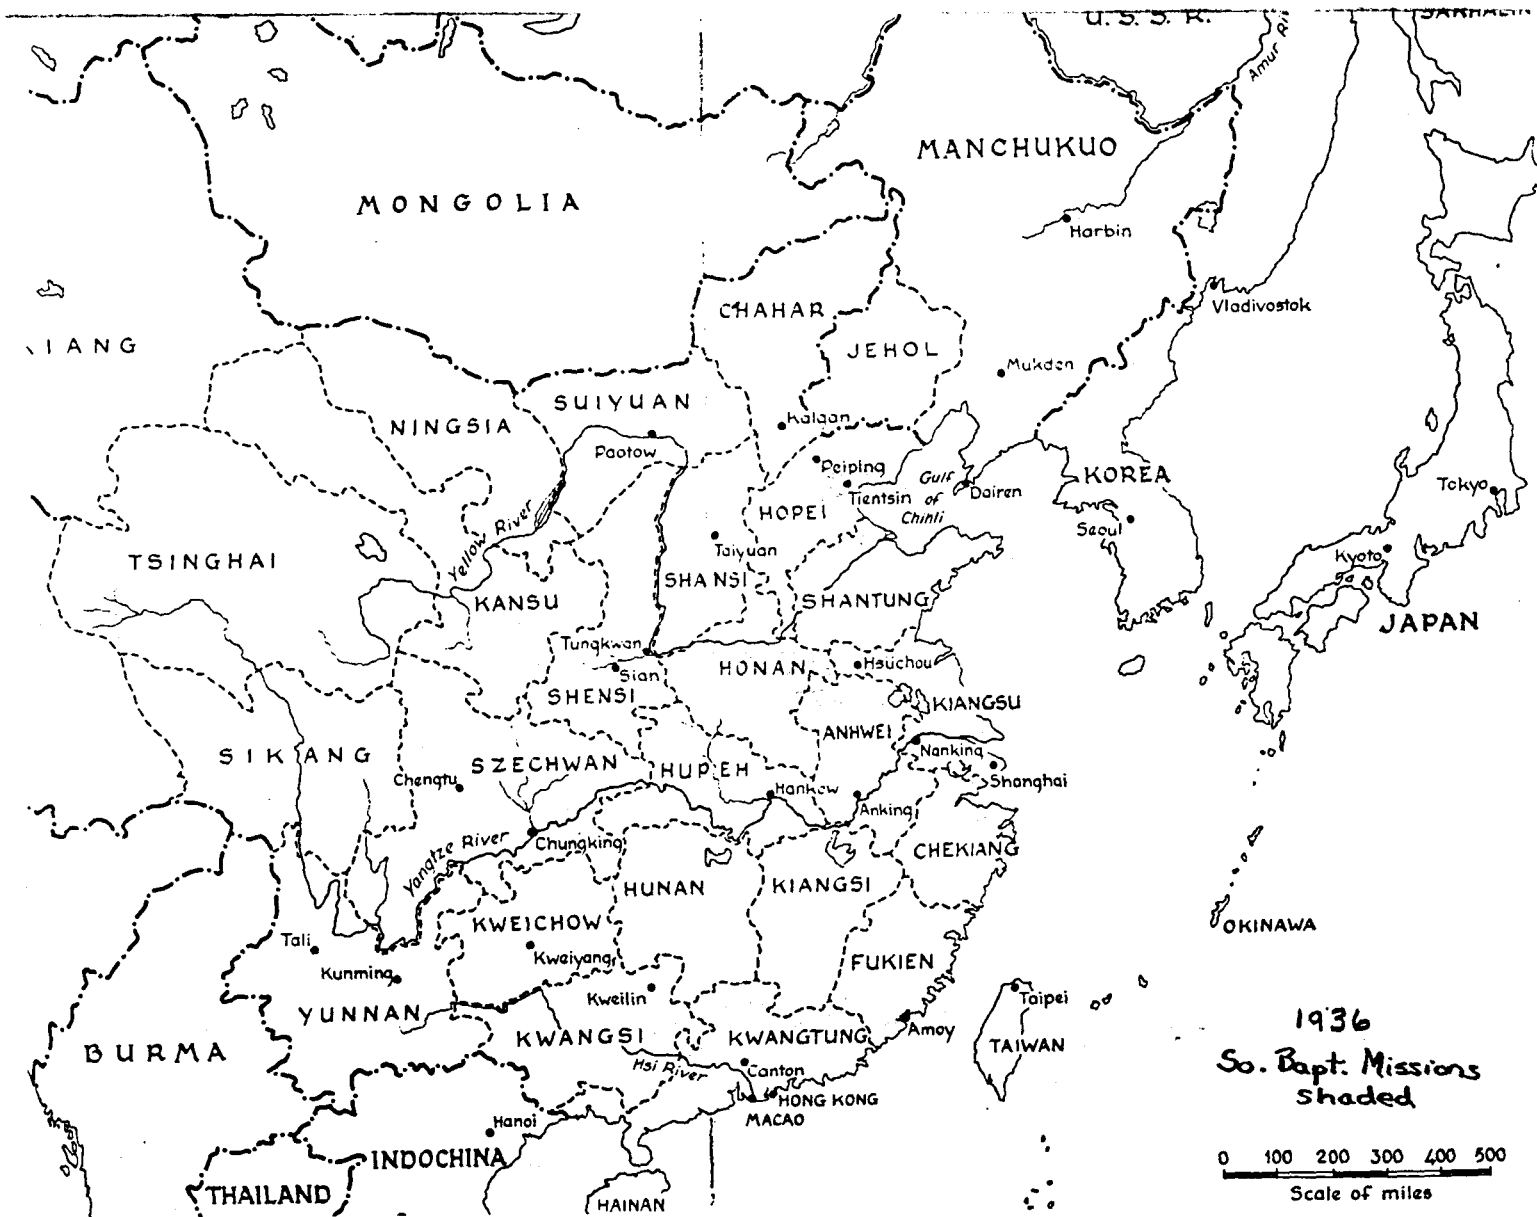 U. S. S. R.
SAKHALIN
Amur Ri
MANCHUKUO
MONGOLIA
Harbin
CHAHAR
Vladivostok
IANG
JEHOL
Mukden
SUIYUAN
NINGSIA
Kalgan
Paotow
Peiping
KOREA
Gulf of Chihli
Tientsin
Dairen
Tokyo
HOPEI
Yellow River
Seoul
Taiyuan
Kyoto
TSINGHAI
SHANSI
KANSU
SHANTUNG
JAPAN
Tungkwan
HONAN
Hsüchou
Sian
SHENSI
KIANGSU
ANHWEI
SIKANG
Nanking
SZECHWAN
HUPEH
Chengtu
Shanghai
Hankow
Anking
Yangtze River
Chungking
CHEKIANG
HUNAN
KIANGSI
KWEICHOW
OKINAWA
Tali
Kweiyang
FUKIEN
Kunming
Kweilin
Taipei
YUNNAN
KWANGSI
KWANGTUNG
Amoy
1936
BURMA
TAIWAN
So. Bapt. Missions
shaded
Hsi River
Canton
HONG KONG
MACAO
Hanoi
INDOCHINA
0 100 200 300 400 500
Scale of miles
THAILAND
HAINAN